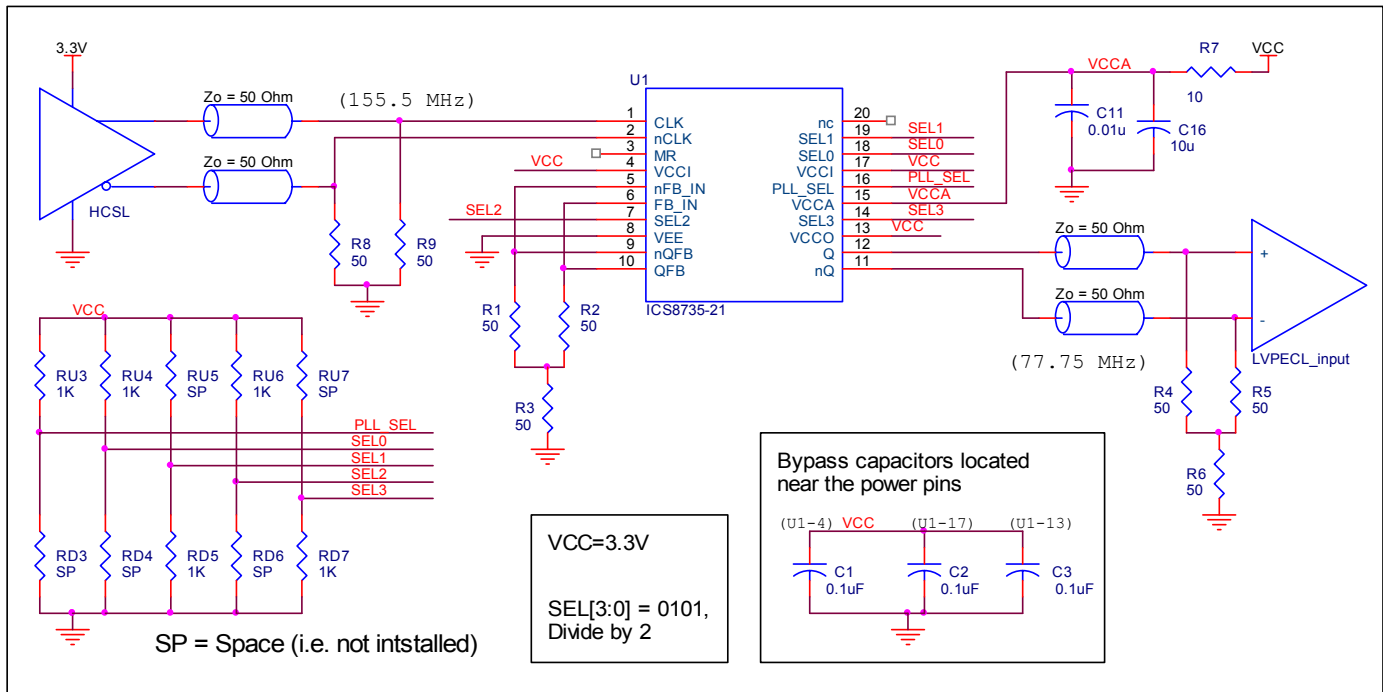 3.3V
Zo = 50 Ohm
(155.5 MHz)
Zo = 50 Ohm
HCSL
R8
50
R9
50
U1
1 CLK
2 nCLK
3 MR
4 VCCI
5 nFB_IN
6 FB_IN
7 SEL2
8 VEE
9 nQFB
10 QFB
VCC
SEL2
nc 20
SEL1 19 SEL1
SEL0 18 SEL0
VCCI 17 VCC
PLL_SEL 16 PLL_SEL
VCCA 15 VCCA
SEL3 14 SEL3
VCCO 13 VCC
Q 12
nQ 11
ICS8735-21
VCCA
R7
10
VCC
C11
0.01u
C16
10u
R1
50
R2
50
R3
50
Zo = 50 Ohm
Zo = 50 Ohm
(77.75 MHz)
+
-
LVPECL_input
R4
50
R5
50
R6
50
VCC
RU3
1K
RU4
1K
RU5
SP
RU6
1K
RU7
SP
PLL_SEL
SEL0
SEL1
SEL2
SEL3
RD3
SP
RD4
SP
RD5
1K
RD6
SP
RD7
1K
SP = Space (i.e. not intstalled)
VCC=3.3V
SEL[3:0] = 0101,
Divide by 2
Bypass capacitors located
near the power pins
(U1-4) VCC (U1-17) (U1-13)
C1
0.1uF
C2
0.1uF
C3
0.1uF